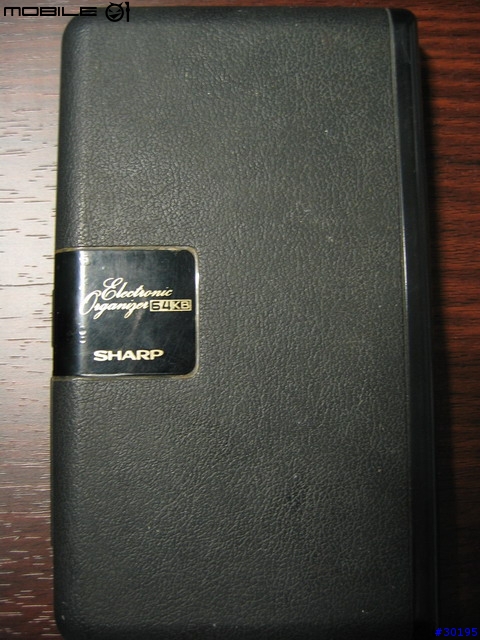 MOBILE 01
Electronic
Organizer 64KB
SHARP
#30195